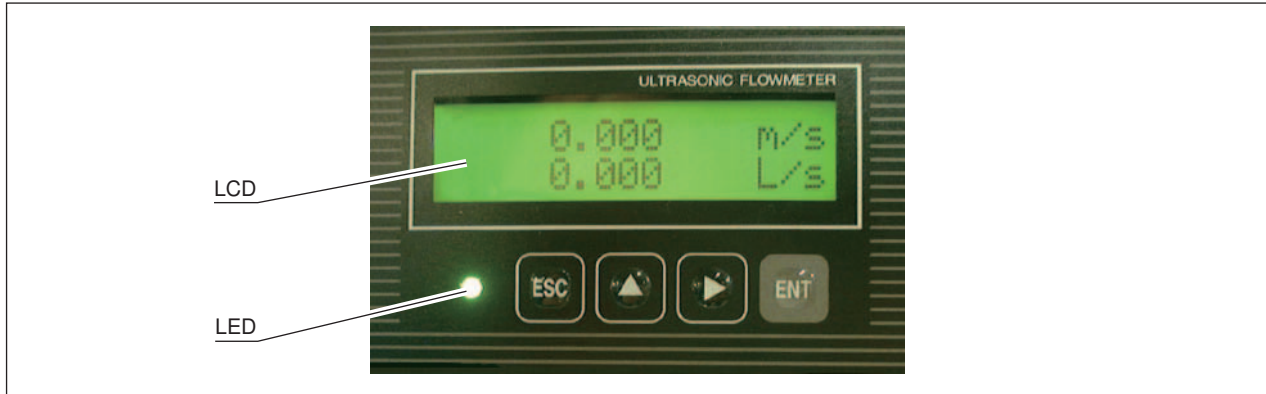 ULTRASONIC FLOWMETER
0.000 m/s
0.000 L/s
LCD
ESC
ENT
LED